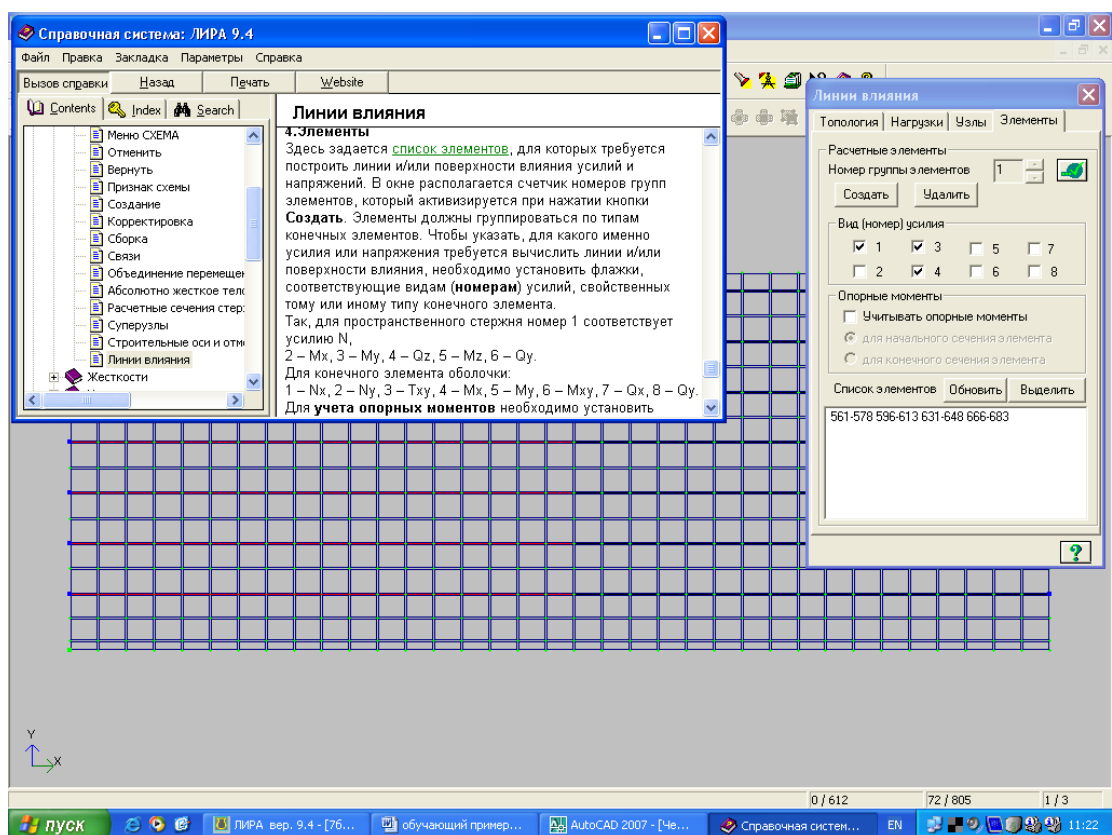 Справочная система: ЛИРА 9.4
Файл Правка Закладка Параметры Справка
Вызов справки Назад Печать Website
Contents Index Search
Меню СХЕМА
Отменить
Вернуть
Признак схемы
Создание
Корректировка
Сборка
Связи
Объединение перемещен
Абсолютно жесткое тело
Расчетные сечения стер:
Суперузлы
Строительные оси и отм
Линии влияния
Жесткости
Линии влияния
4.Элементы
Здесь задается список элементов, для которых требуется
построить линии и/или поверхности влияния усилий и
напряжений. В окне располагается счетчик номеров групп
элементов, который активизируется при нажатии кнопки
Создать. Элементы должны группироваться по типам
конечных элементов. Чтобы указать, для какого именно
усилия или напряжения требуется вычислить линии и/или
поверхности влияния, необходимо установить флажки,
соответствующие видам (номерам) усилий, свойственных
тому или иному типу конечного элемента.
Так, для пространственного стержня номер 1 соответствует
усилию N,
2 – Mx, 3 – My, 4 – Qz, 5 – Mz, 6 – Qy.
Для конечного элемента оболочки:
1 – Nx, 2 – Ny, 3 – Txy, 4 – Mx, 5 – My, 6 – Mxy, 7 – Qx, 8 – Qy.
Для учета опорных моментов необходимо установить
Линии влияния
Топология Нагрузки Узлы Элементы
Расчетные элементы
Номер группы элементов 1
Создать Удалить
Вид (номер) усилия
1 3 5 7
2 4 6 8
Опорные моменты
Учитывать опорные моменты
для начального сечения элемента
для конечного сечения элемента
Список элементов Обновить Выделить
561-578 596-613 631-648 666-683
?
Y
X
0 / 612 72 / 805 1 / 3
пуск ЛИРА вер. 9.4 - [7б... обучающий пример... AutoCAD 2007 - [Че... Справочная систем... EN 11:22